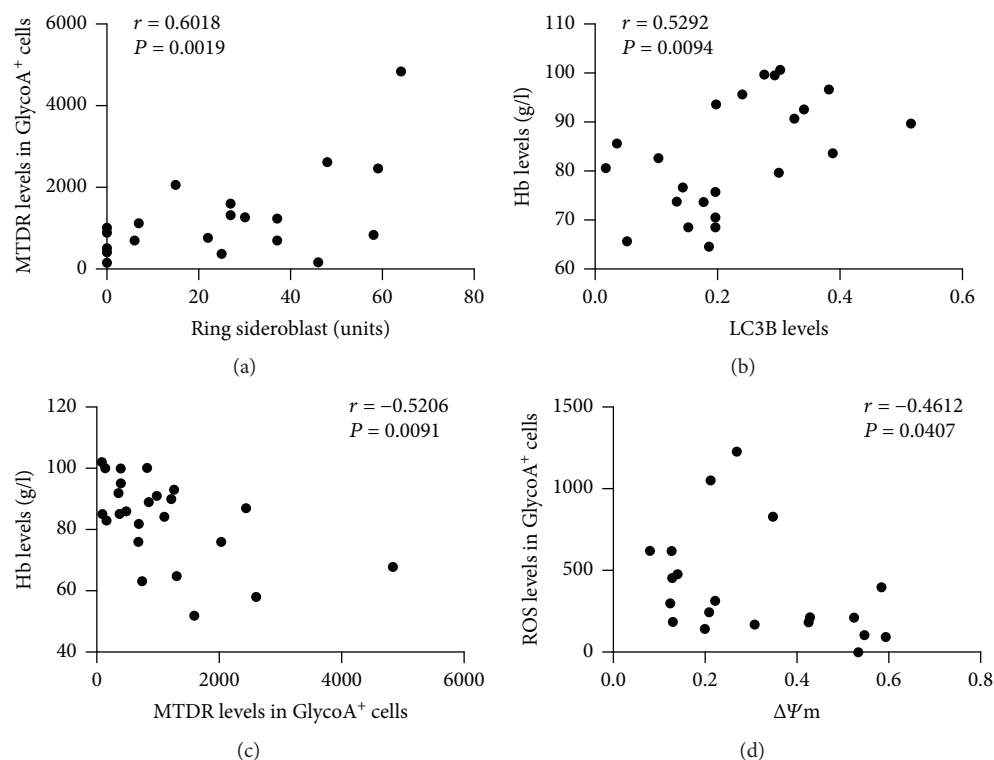 r = 0.6018
P = 0.0019
MTDR levels in GlycoA⁺ cells
6000
4000
2000
0
0 20 40 60 80
Ring sideroblast (units)
(a)
r = 0.5292
P = 0.0094
Hb levels (g/l)
110
100
90
80
70
60
0.0 0.2 0.4 0.6
LC3B levels
(b)
r = −0.5206
P = 0.0091
Hb levels (g/l)
120
100
80
60
40
0 2000 4000 6000
MTDR levels in GlycoA⁺ cells
(c)
r = −0.4612
P = 0.0407
ROS levels in GlycoA⁺ cells
1500
1000
500
0
0.0 0.2 0.4 0.6 0.8
ΔΨm
(d)